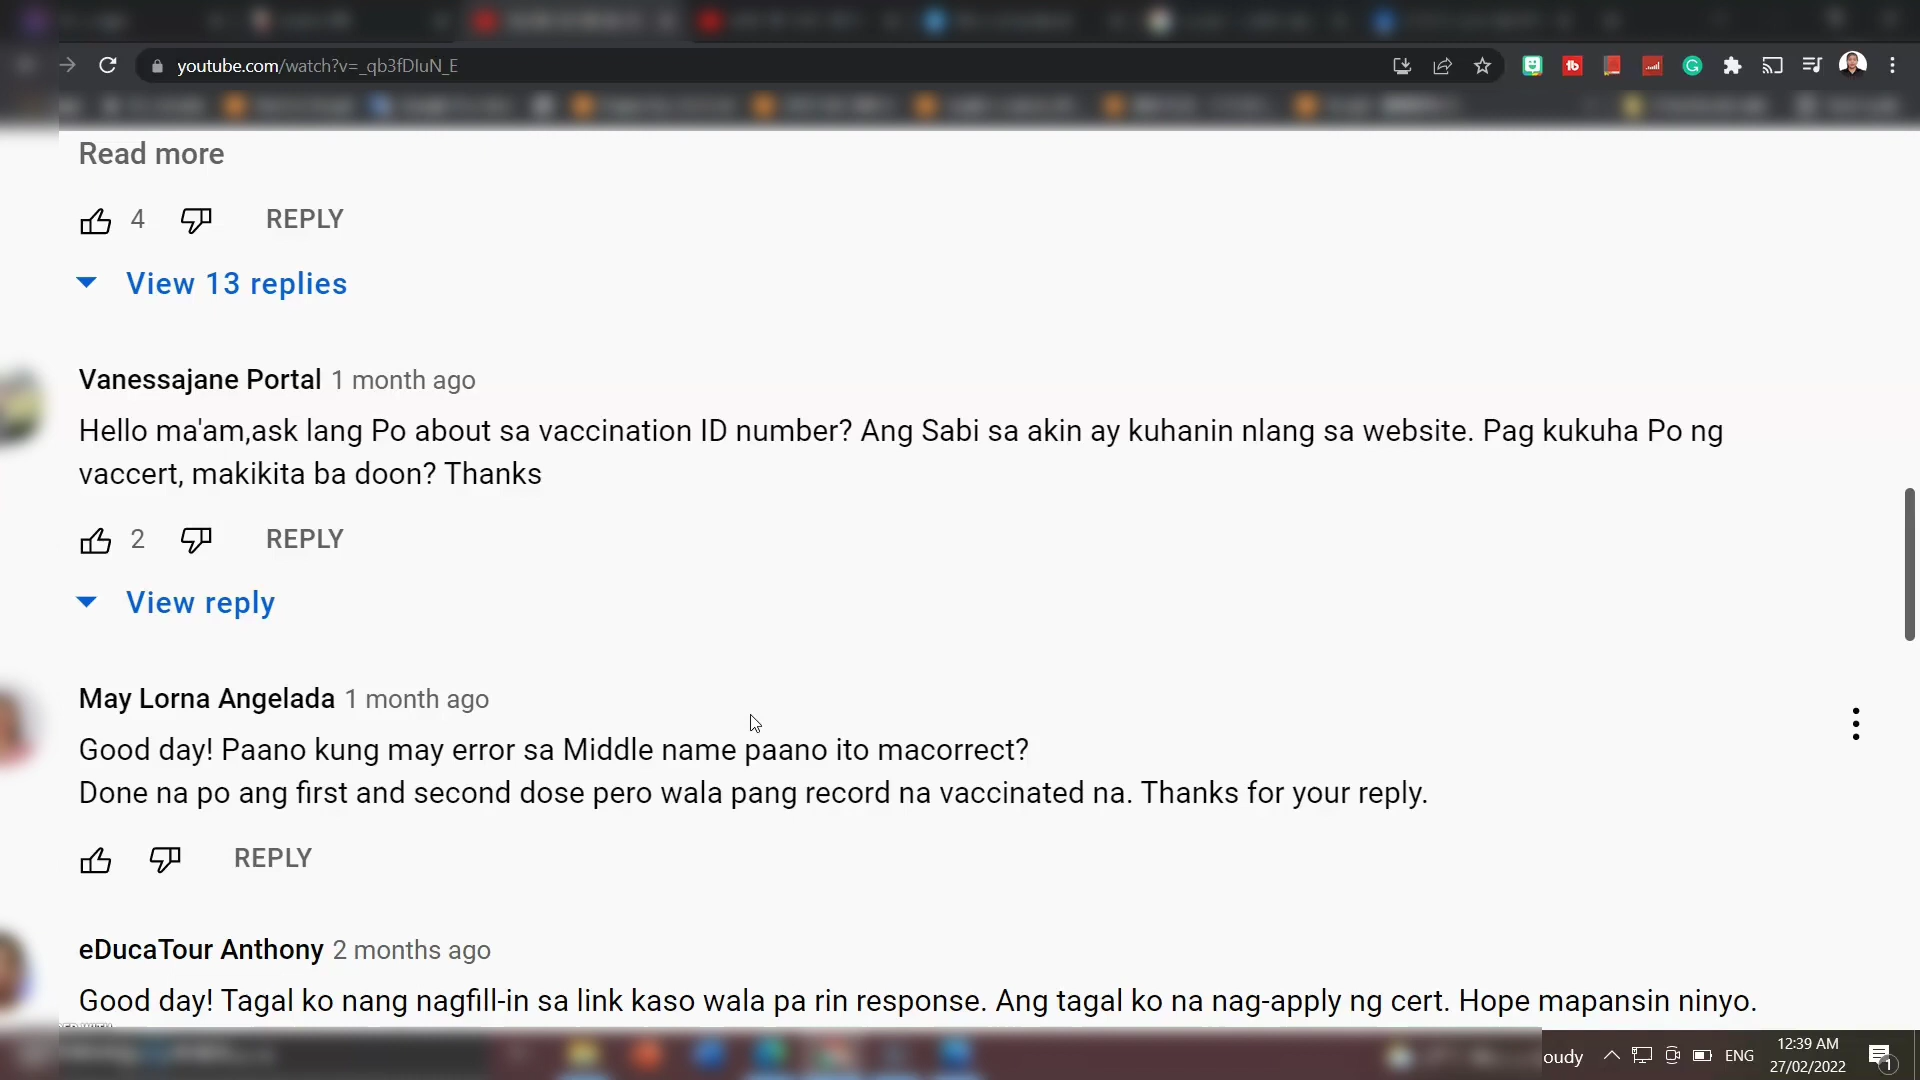 youtube.com/watch?v=_qb3fDIuN_E
Read more
4 REPLY
View 13 replies
Vanessajane Portal 1 month ago
Hello ma'am,ask lang Po about sa vaccination ID number? Ang Sabi sa akin ay kuhanin nlang sa website. Pag kukuha Po ng
vaccert, makikita ba doon? Thanks
2 REPLY
View reply
May Lorna Angelada 1 month ago
Good day! Paano kung may error sa Middle name paano ito macorrect?
Done na po ang first and second dose pero wala pang record na vaccinated na. Thanks for your reply.
REPLY
eDucaTour Anthony 2 months ago
Good day! Tagal ko nang nagfill-in sa link kaso wala pa rin response. Ang tagal ko na nag-apply ng cert. Hope mapansin ninyo.
oudy ENG 12:39 AM
27/02/2022 1